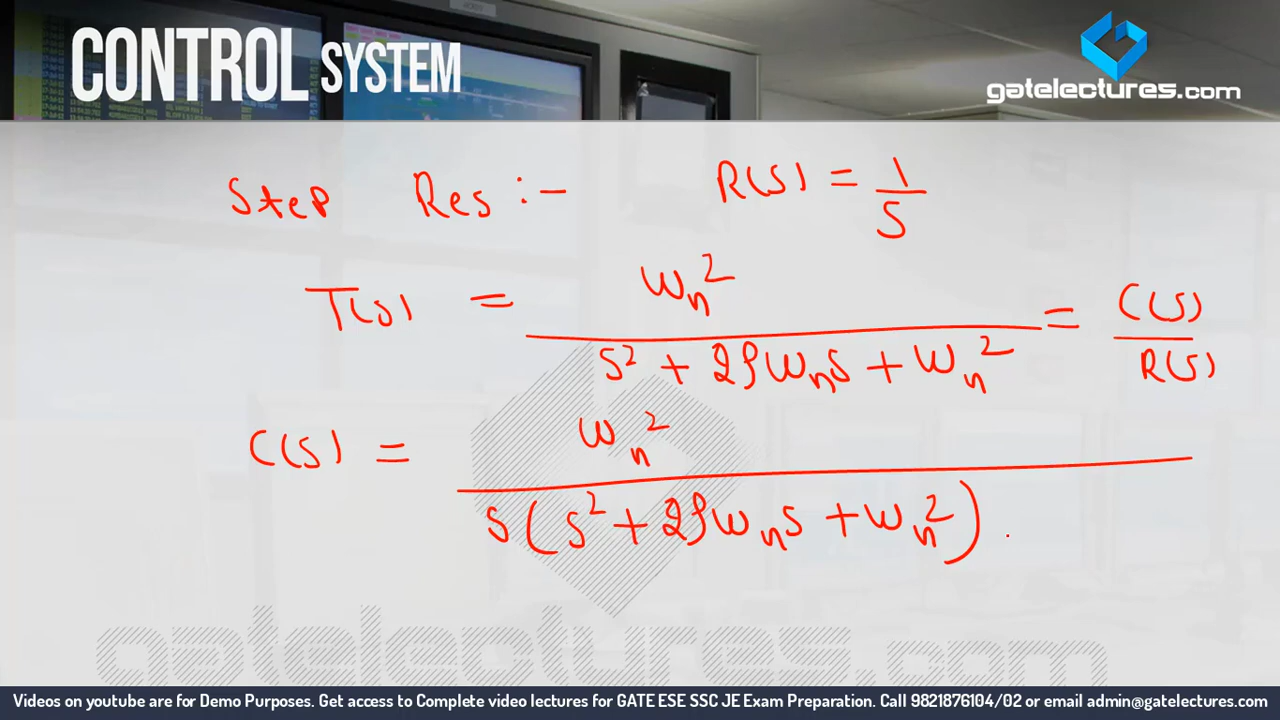 CONTROL SYSTEM
gatelectures.com
Step Res :- R(s) = 1/s
T(s) = ωn² / (s² + 2ρωns + ωn²) = C(s)/R(s)
C(s) = ωn² / s(s² + 2ρωns + ωn²)
gatelectures.com
Videos on youtube are for Demo Purposes. Get access to Complete video lectures for GATE ESE SSC JE Exam Preparation. Call 9821876104/02 or email admin@gatelectures.com